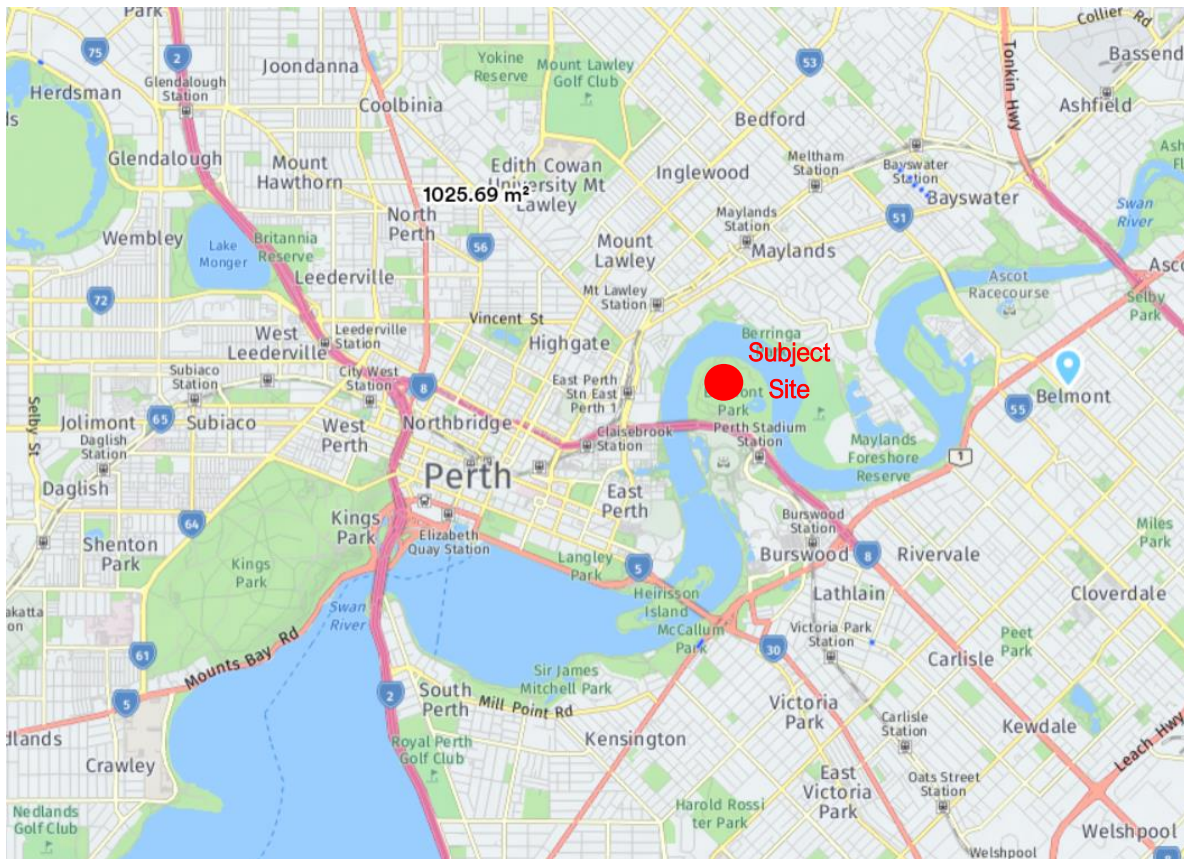 Park
75
2
Joondanna
Yokine
Reserve
Mount Lawley
Golf Club
53
Tonkin Hwy
Collier Rd
Bassend
Glendalough
Station
Herdsman
Coolbinia
Ashfield
ds
Bedford
Glendalough
Mount
Hawthorn
Edith Cowan
University Mt
Lawley
1025.69 m²
Inglewood
Meltham
Station
Bayswater
Station
Bayswater
Ash
Fl
51
Swan
River
North
Perth
56
Maylands
Station
Maylands
Wembley
Lake
Monger
Britannia
Reserve
Leederville
Mount
Lawley
Ascot
Racecourse
Asco
Selby
Park
72
Mt Lawley
Station
Vincent St
Highgate
West
Leederville
Leederville
Station
Berringa
Subject
Site
Subiaco
Station
City West
Station
8
East Perth
Stn East
Perth 1
Park
Belmont
55
Selby St
Jolimont
65
Subiaco
West
Perth
Northbridge
Claisebrook
Station
Perth Stadium
Station
Daglish
Station
Daglish
Maylands
Foreshore
Reserve
1
Perth
East
Perth
64
Kings
Park
Elizabeth
Quay Station
Burswood
Station
Burswood
8
Rivervale
Miles
Park
Shenton
Park
Kings
Park
Langley
Park
5
Heirisson
Island
Lathlain
Cloverdale
akatta
on
Swan
River
McCallum
Park
Victoria Park
Station
Peet
Park
61
Mounts Bay Rd
30
Carlisle
Sir James
Mitchell Park
5
2
South
Perth
Mill Point Rd
Victoria
Park
dlands
Kensington
Carlisle
Station
Kewdale
Leach Hwy
Crawley
Royal Perth
Golf Club
East
Victoria
Park
Oats Street
Station
Nedlands
Golf Club
Harold Rossi
ter Park
Welshpool
Welshpool